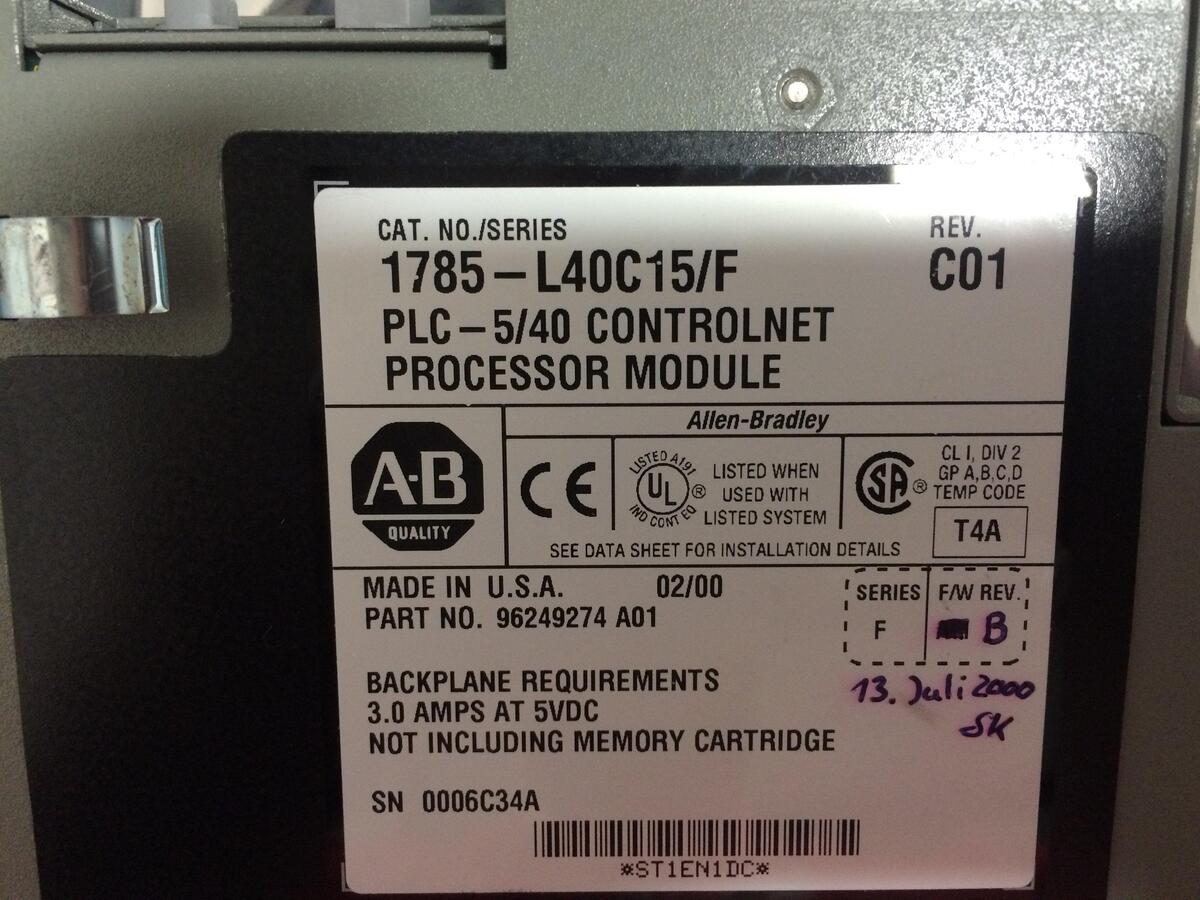 CAT. NO./SERIES REV.
1785-L40C15/F C01
PLC-5/40 CONTROLNET
PROCESSOR MODULE
Allen-Bradley
A-B
QUALITY
CE
LISTED A191
UL ®
IND CONT EQ
LISTED WHEN
USED WITH
LISTED SYSTEM
SA ®
CL I, DIV 2
GP A,B,C,D
TEMP CODE
T4A
SEE DATA SHEET FOR INSTALLATION DETAILS
MADE IN U.S.A. 02/00
PART NO. 96249274 A01
SERIES F/W REV.
F B
13. Juli 2000
SK
BACKPLANE REQUIREMENTS
3.0 AMPS AT 5VDC
NOT INCLUDING MEMORY CARTRIDGE
SN 0006C34A
*ST1EN1DC*